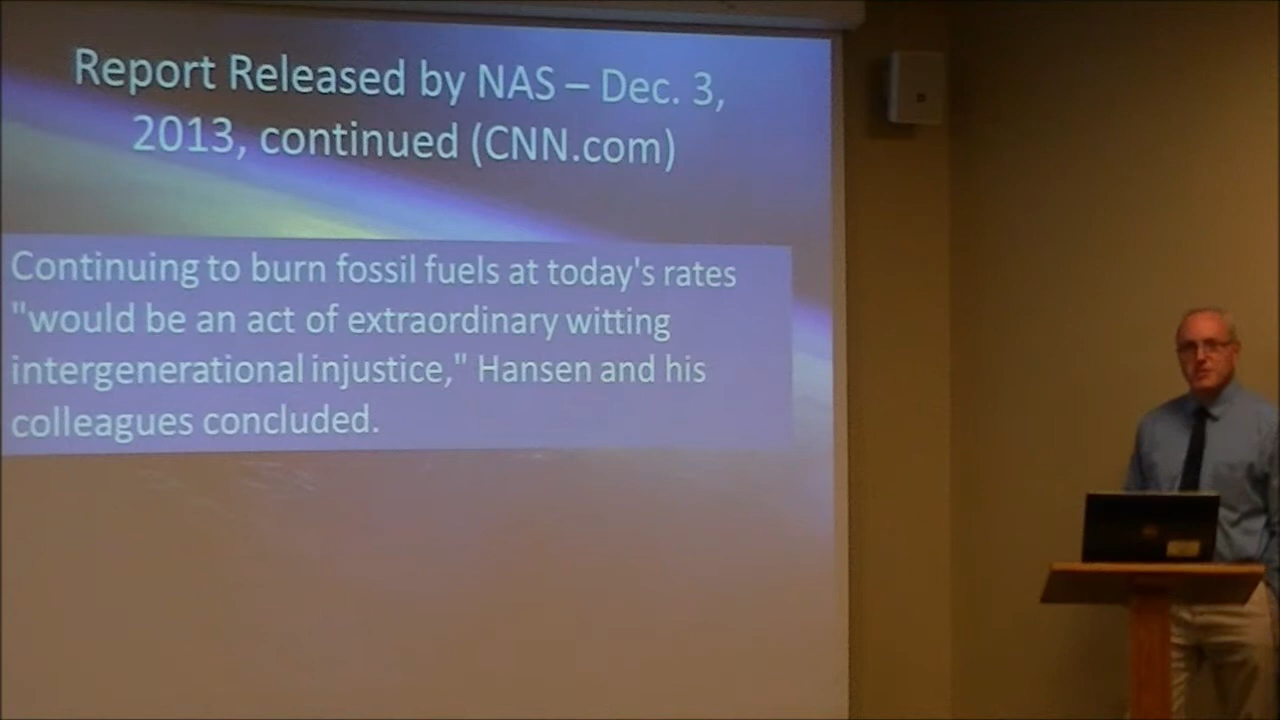 Report Released by NAS – Dec. 3,
2013, continued (CNN.com)
Continuing to burn fossil fuels at today's rates
"would be an act of extraordinary witting
intergenerational injustice," Hansen and his
colleagues concluded.